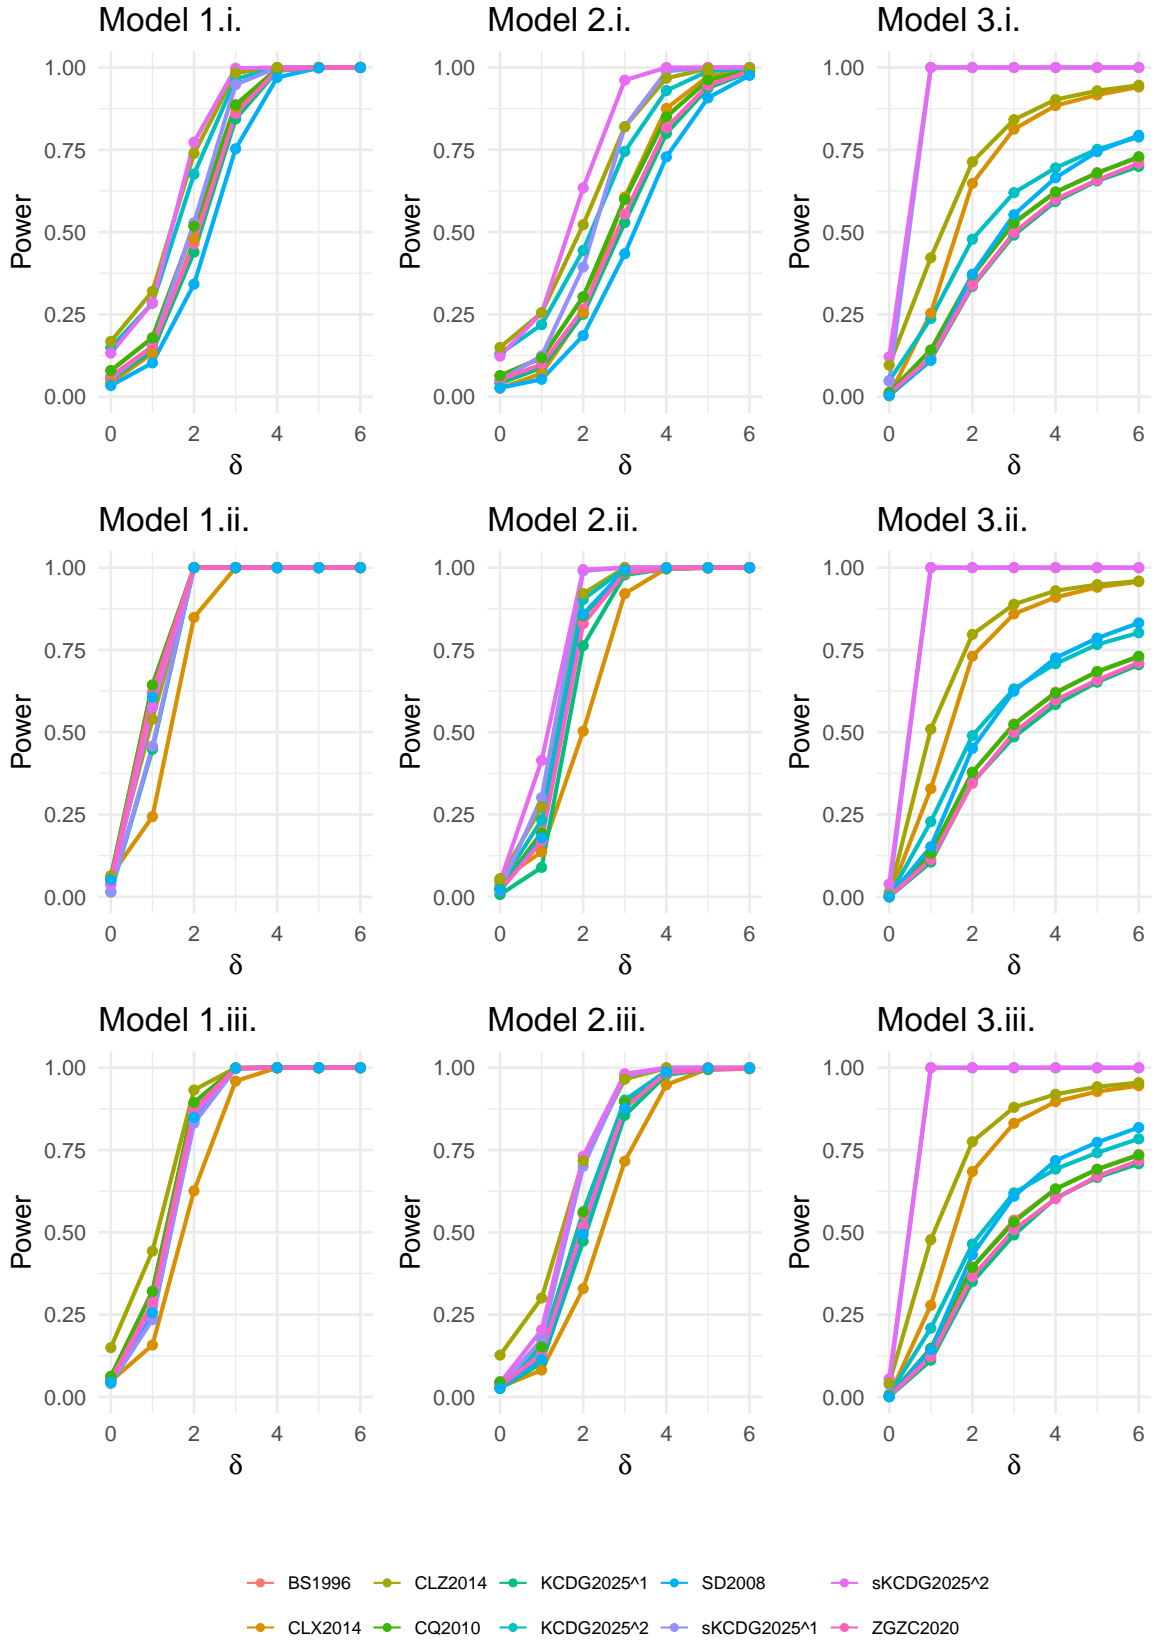 Model 1.i. Model 2.i. Model 3.i.
1.00 1.00 1.00
0.75 0.75 0.75
0.50 0.50 0.50
0.25 0.25 0.25
0.00 0.00 0.00
Power Power Power
0 2 4 6 0 2 4 6 0 2 4 6
δ δ δ
Model 1.ii. Model 2.ii. Model 3.ii.
1.00 1.00 1.00
0.75 0.75 0.75
0.50 0.50 0.50
0.25 0.25 0.25
0.00 0.00 0.00
Power Power Power
0 2 4 6 0 2 4 6 0 2 4 6
δ δ δ
Model 1.iii. Model 2.iii. Model 3.iii.
1.00 1.00 1.00
0.75 0.75 0.75
0.50 0.50 0.50
0.25 0.25 0.25
0.00 0.00 0.00
Power Power Power
0 2 4 6 0 2 4 6 0 2 4 6
δ δ δ
BS1996 CLZ2014 KCDG2025^1 SD2008 sKCDG2025^2
CLX2014 CQ2010 KCDG2025^2 sKCDG2025^1 ZGZC2020